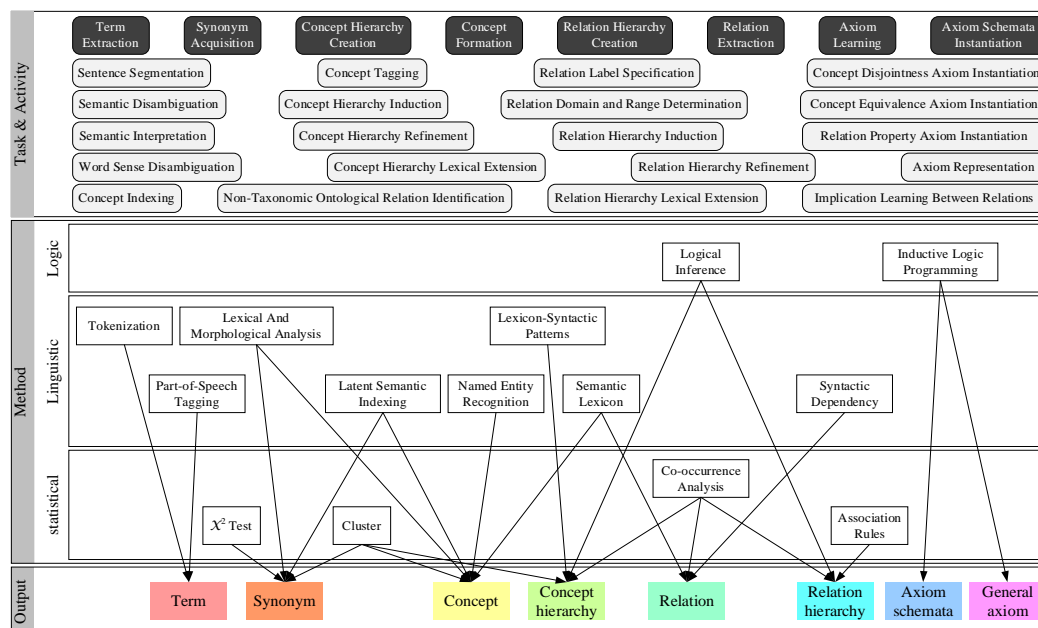 Term
Extraction
Synonym
Acquisition
Concept Hierarchy
Creation
Concept
Formation
Relation Hierarchy
Creation
Relation
Extraction
Axiom
Learning
Axiom Schemata
Instantiation
Task & Activity
Sentence Segmentation
Concept Tagging
Relation Label Specification
Concept Disjointness Axiom Instantiation
Semantic Disambiguation
Concept Hierarchy Induction
Relation Domain and Range Determination
Concept Equivalence Axiom Instantiation
Semantic Interpretation
Concept Hierarchy Refinement
Relation Hierarchy Induction
Relation Property Axiom Instantiation
Word Sense Disambiguation
Concept Hierarchy Lexical Extension
Relation Hierarchy Refinement
Axiom Representation
Concept Indexing
Non-Taxonomic Ontological Relation Identification
Relation Hierarchy Lexical Extension
Implication Learning Between Relations
Method
Logic
Logical
Inference
Inductive Logic
Programming
Linguistic
Tokenization
Lexical And
Morphological Analysis
Lexicon-Syntactic
Patterns
Part-of-Speech
Tagging
Latent Semantic
Indexing
Named Entity
Recognition
Semantic
Lexicon
Syntactic
Dependency
statistical
Co-occurrence
Analysis
X² Test
Cluster
Association
Rules
Output
Term
Synonym
Concept
Concept
hierarchy
Relation
Relation
hierarchy
Axiom
schemata
General
axiom